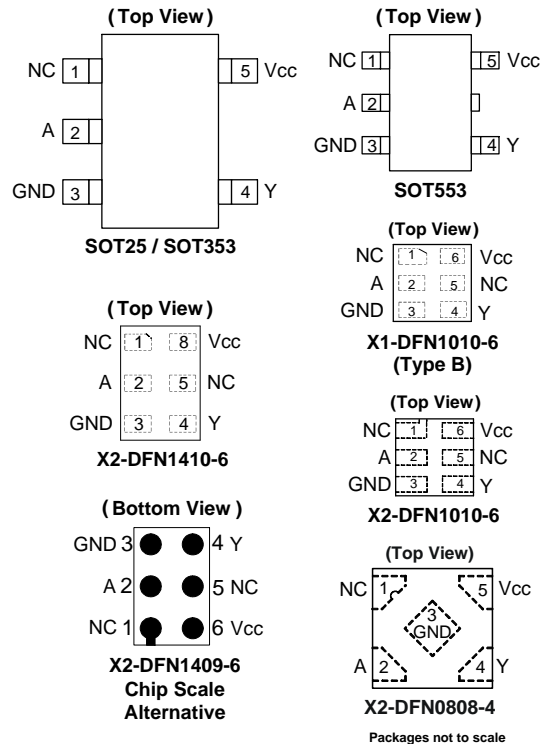 (Top View)
NC 1 5 Vcc
A 2
GND 3 4 Y
SOT25 / SOT353
(Top View)
NC 1 5 Vcc
A 2
GND 3 4 Y
SOT553
(Top View)
NC 1 6 Vcc
A 2 5 NC
GND 3 4 Y
X1-DFN1010-6
(Type B)
(Top View)
NC 1 8 Vcc
A 2 5 NC
GND 3 4 Y
X2-DFN1410-6
(Top View)
NC 1 6 Vcc
A 2 5 NC
GND 3 4 Y
X2-DFN1010-6
(Bottom View)
GND 3 4 Y
A 2 5 NC
NC 1 6 Vcc
X2-DFN1409-6
Chip Scale
Alternative
(Top View)
NC 1 5 Vcc
3
GND
A 2 4 Y
X2-DFN0808-4
Packages not to scale